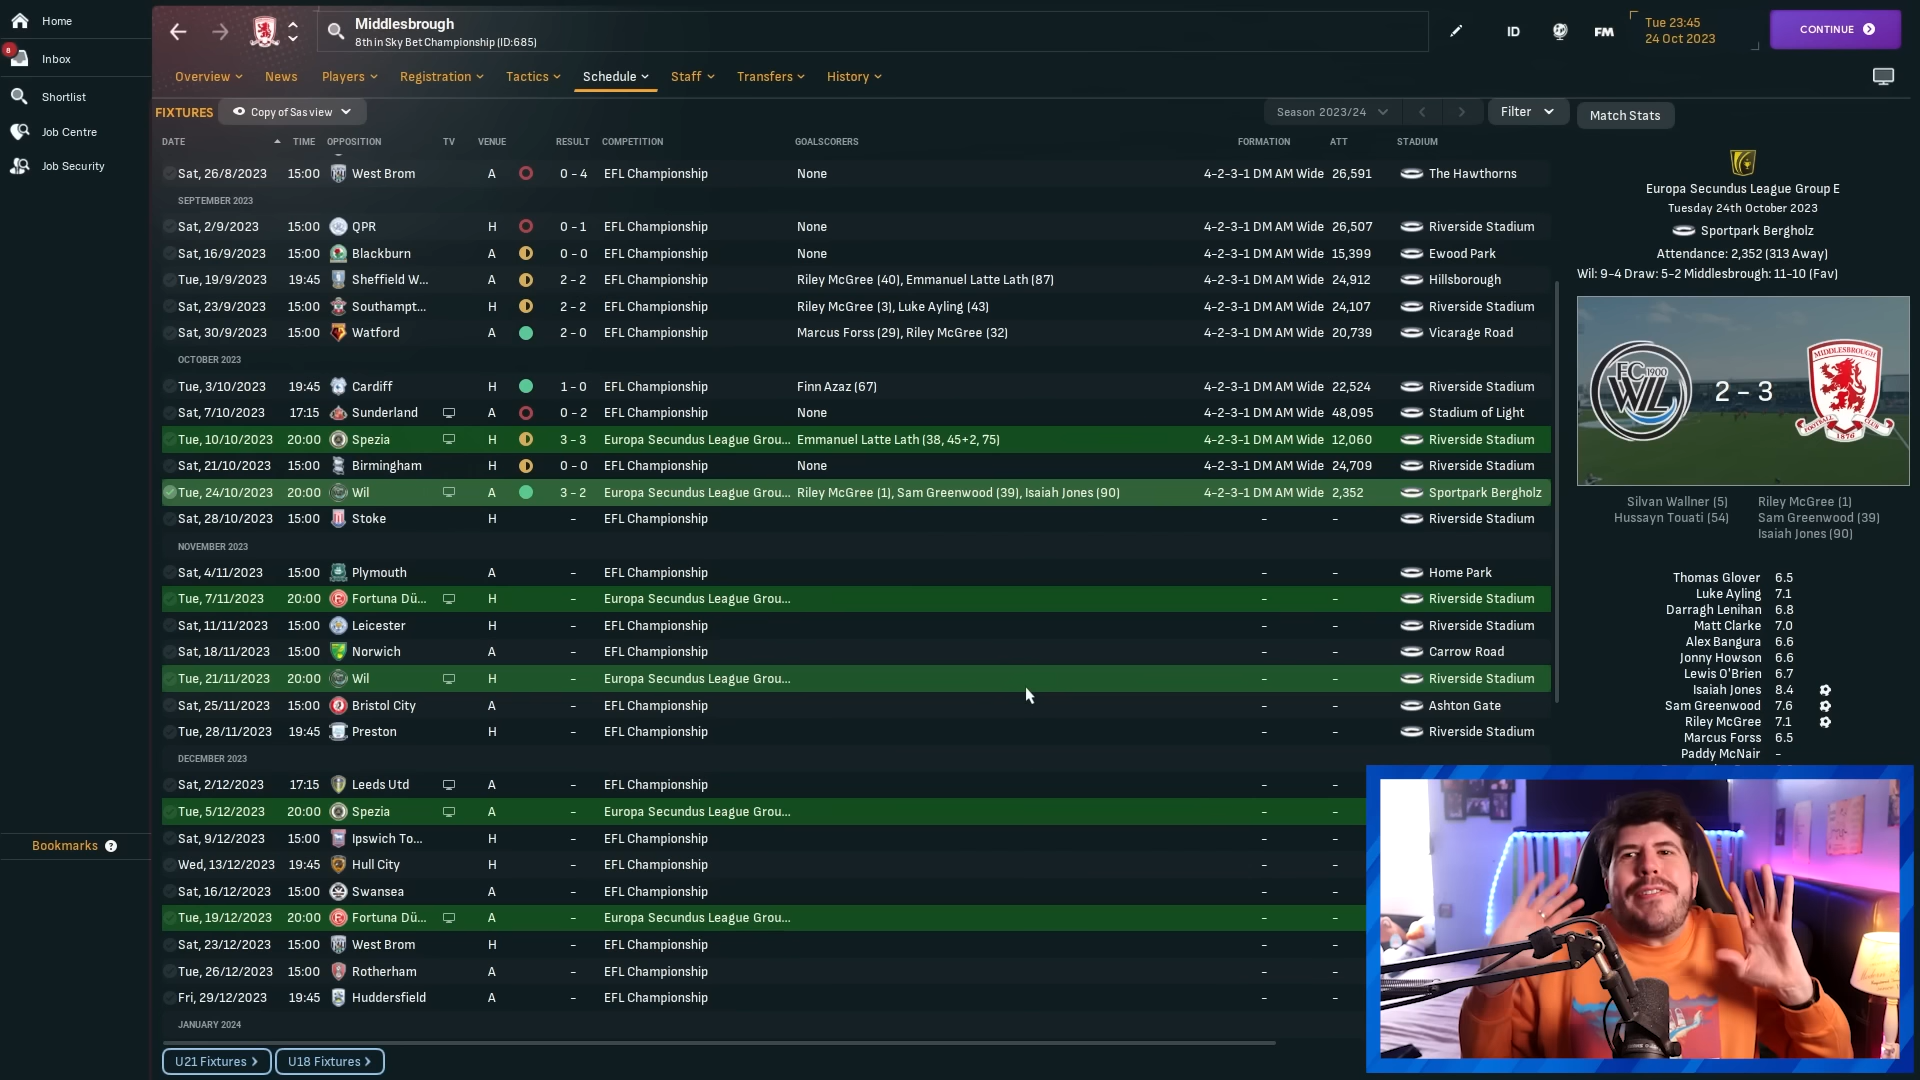 Home
8
Inbox
Shortlist
Job Centre
Job Security
Bookmarks ?
Middlesbrough
8th in Sky Bet Championship (ID:685)
ID
FM
Tue 23:45
24 Oct 2023
CONTINUE
Overview News Players Registration Tactics Schedule Staff Transfers History
FIXTURES Copy of Sas view Season 2023/24 Filter Match Stats
DATE TIME OPPOSITION TV VENUE RESULT COMPETITION GOALSCORERS FORMATION ATT STADIUM
Sat, 26/8/2023 15:00 West Brom A 0 - 4 EFL Championship None 4-2-3-1 DM AM Wide 26,591 The Hawthorns
SEPTEMBER 2023
Sat, 2/9/2023 15:00 QPR H 0 - 1 EFL Championship None 4-2-3-1 DM AM Wide 26,507 Riverside Stadium
Sat, 16/9/2023 15:00 Blackburn A 0 - 0 EFL Championship None 4-2-3-1 DM AM Wide 15,399 Ewood Park
Tue, 19/9/2023 19:45 Sheffield W... A 2 - 2 EFL Championship Riley McGree (40), Emmanuel Latte Lath (87) 4-2-3-1 DM AM Wide 24,912 Hillsborough
Sat, 23/9/2023 15:00 Southampt... H 2 - 2 EFL Championship Riley McGree (3), Luke Ayling (43) 4-2-3-1 DM AM Wide 24,107 Riverside Stadium
Sat, 30/9/2023 15:00 Watford A 2 - 0 EFL Championship Marcus Forss (29), Riley McGree (32) 4-2-3-1 DM AM Wide 20,739 Vicarage Road
OCTOBER 2023
Tue, 3/10/2023 19:45 Cardiff H 1 - 0 EFL Championship Finn Azaz (67) 4-2-3-1 DM AM Wide 22,524 Riverside Stadium
Sat, 7/10/2023 17:15 Sunderland A 0 - 2 EFL Championship None 4-2-3-1 DM AM Wide 48,095 Stadium of Light
Tue, 10/10/2023 20:00 Spezia H 3 - 3 Europa Secundus League Grou... Emmanuel Latte Lath (38, 45+2, 75) 4-2-3-1 DM AM Wide 12,060 Riverside Stadium
Sat, 21/10/2023 15:00 Birmingham H 0 - 0 EFL Championship None 4-2-3-1 DM AM Wide 24,709 Riverside Stadium
Tue, 24/10/2023 20:00 Wil A 3 - 2 Europa Secundus League Grou... Riley McGree (1), Sam Greenwood (39), Isaiah Jones (90) 4-2-3-1 DM AM Wide 2,352 Sportpark Bergholz
Sat, 28/10/2023 15:00 Stoke H - EFL Championship - - Riverside Stadium
NOVEMBER 2023
Sat, 4/11/2023 15:00 Plymouth A - EFL Championship - - Home Park
Tue, 7/11/2023 20:00 Fortuna Dü... H - Europa Secundus League Grou... - - Riverside Stadium
Sat, 11/11/2023 15:00 Leicester H - EFL Championship - - Riverside Stadium
Sat, 18/11/2023 15:00 Norwich A - EFL Championship - - Carrow Road
Tue, 21/11/2023 20:00 Wil H - Europa Secundus League Grou... - - Riverside Stadium
Sat, 25/11/2023 15:00 Bristol City A - EFL Championship - - Ashton Gate
Tue, 28/11/2023 19:45 Preston H - EFL Championship - - Riverside Stadium
DECEMBER 2023
Sat, 2/12/2023 17:15 Leeds Utd A - EFL Championship - -
Tue, 5/12/2023 20:00 Spezia A - Europa Secundus League Grou... - -
Sat, 9/12/2023 15:00 Ipswich To... H - EFL Championship - -
Wed, 13/12/2023 19:45 Hull City H - EFL Championship - -
Sat, 16/12/2023 15:00 Swansea A - EFL Championship - -
Tue, 19/12/2023 20:00 Fortuna Dü... A - Europa Secundus League Grou... - -
Sat, 23/12/2023 15:00 West Brom H - EFL Championship - -
Tue, 26/12/2023 15:00 Rotherham A - EFL Championship - -
Fri, 29/12/2023 19:45 Huddersfield A - EFL Championship - -
JANUARY 2024
U21 Fixtures U18 Fixtures
Europa Secundus League Group E
Tuesday 24th October 2023
Sportpark Bergholz
Attendance: 2,352 (313 Away)
Wil: 9-4 Draw: 5-2 Middlesbrough: 11-10 (Fav)
FC 1900
WIL
2 - 3
MIDDLESBROUGH
FOOTBALL CLUB
1876
Silvan Wallner (5)
Hussayn Touati (54)
Riley McGree (1)
Sam Greenwood (39)
Isaiah Jones (90)
Thomas Glover 6.5
Luke Ayling 7.1
Darragh Lenihan 6.8
Matt Clarke 7.0
Alex Bangura 6.6
Jonny Howson 6.6
Lewis O'Brien 6.7
Isaiah Jones 8.4
Sam Greenwood 7.6
Riley McGree 7.1
Marcus Forss 6.5
Paddy McNair -